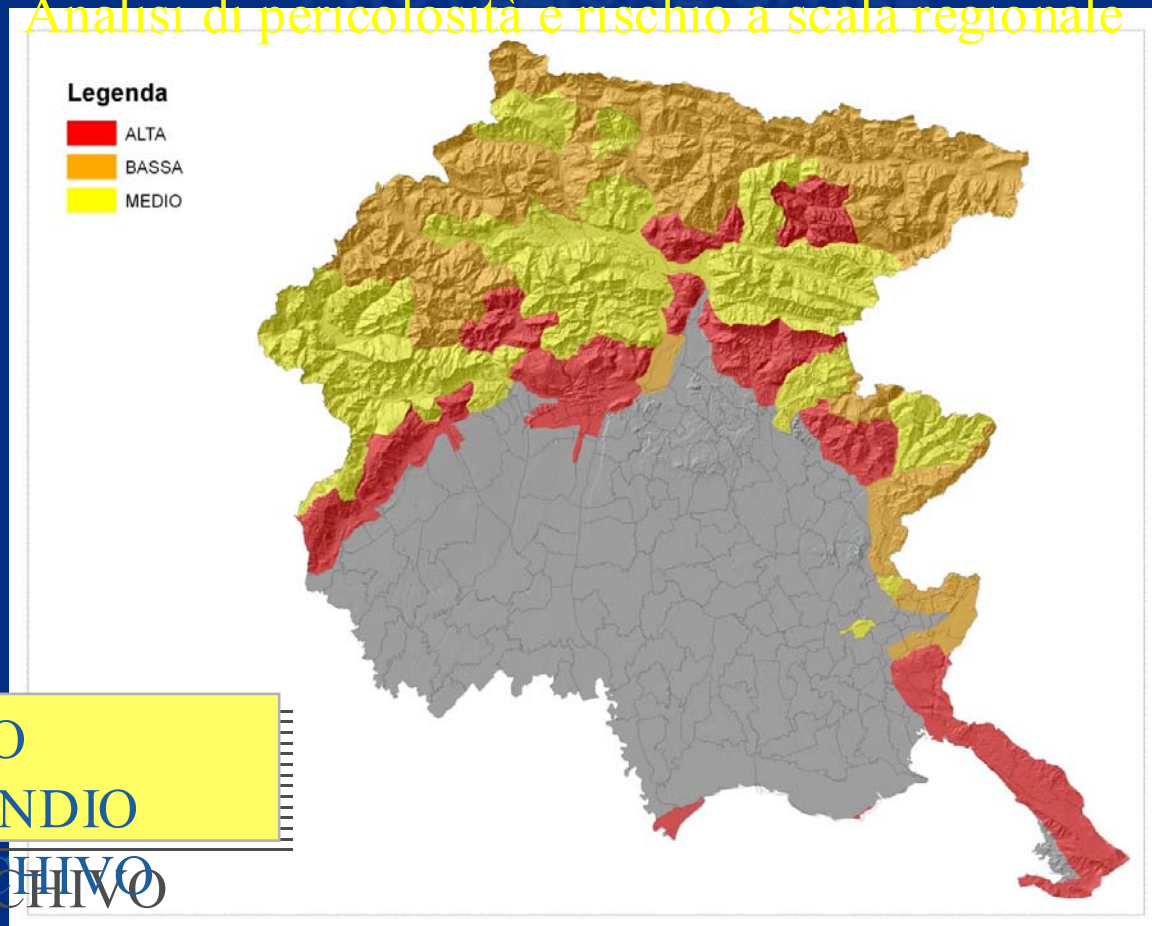 Analisi di pericolosità e rischio a scala regionale
Legenda
ALTA
BASSA
MEDIO
O
NDIO
CHIVO